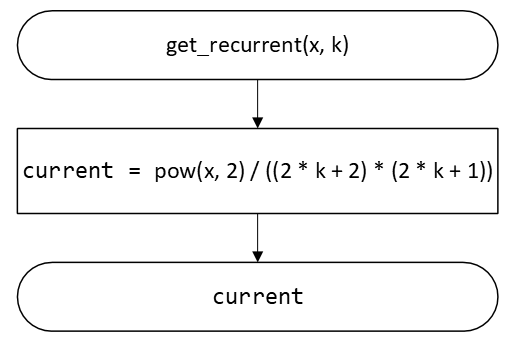 get_recurrent(x, k)
current = pow(x, 2) / ((2 * k + 2) * (2 * k + 1))
current